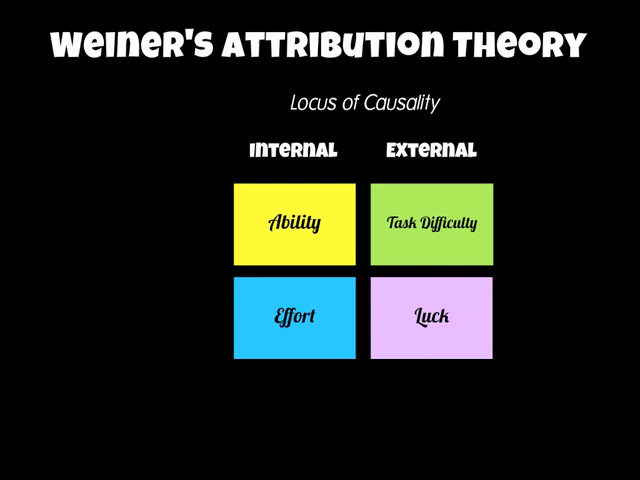 Weiner's Attribution Theory
Locus of Causality
Internal External
Ability Task Difficulty
Effort Luck